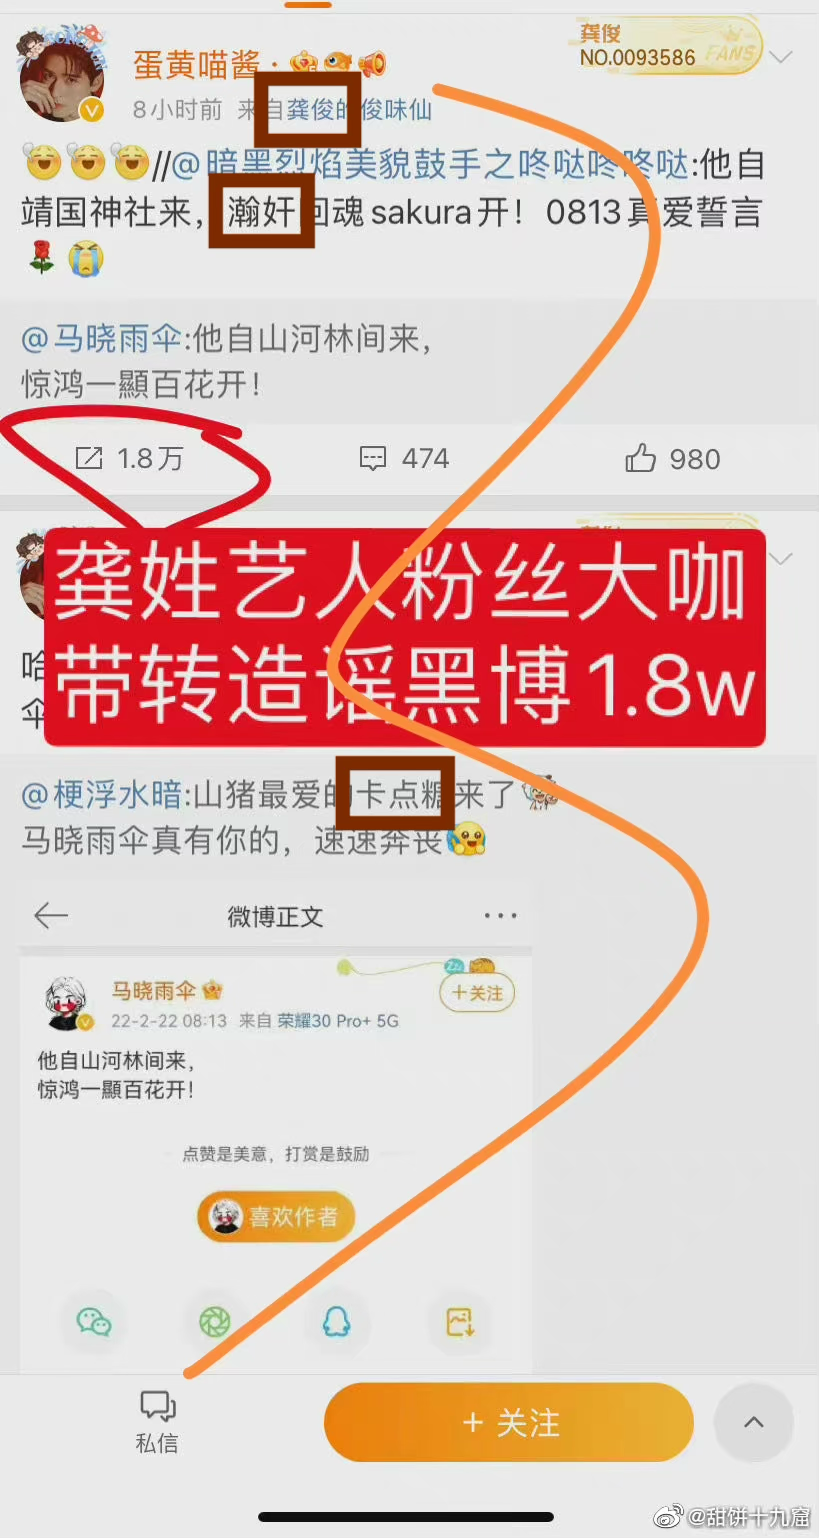 蛋黄喵酱·
龚俊
NO.0093586 FANS
8小时前 来自龚俊的俊味仙
//@暗黑烈焰美貌鼓手之咚哒咚咚哒:他自
靖国神社来，瀚奸回魂sakura开！0813真爱誓言
@马晓雨伞:他自山河林间来，
惊鸿一顯百花开！
1.8万 474 980
龚姓艺人粉丝大咖
带转造谣黑博1.8w
哈
伞
@梗浮水暗:山猪最爱的卡点糖来了
马晓雨伞真有你的，速速奔丧
微博正文
马晓雨伞
+关注
22-2-22 08:13 来自 荣耀30 Pro+ 5G
他自山河林间来，
惊鸿一顯百花开！
点赞是美意，打赏是鼓励
喜欢作者
私信
+ 关注
@甜饼十九窟